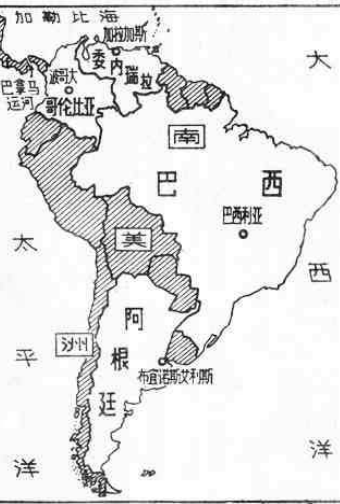 加勒比海
加拉加斯
委内瑞拉
波哥大
巴拿马
运河
哥伦比亚
大西洋
南美洲
巴西
巴西利亚
太平洋
阿根廷
布宜诺斯艾利斯